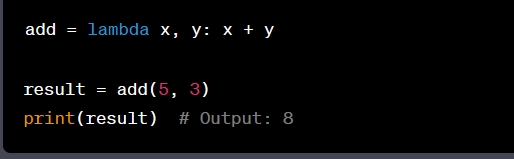 add = lambda x, y: x + y
result = add(5, 3)
print(result)  # Output: 8